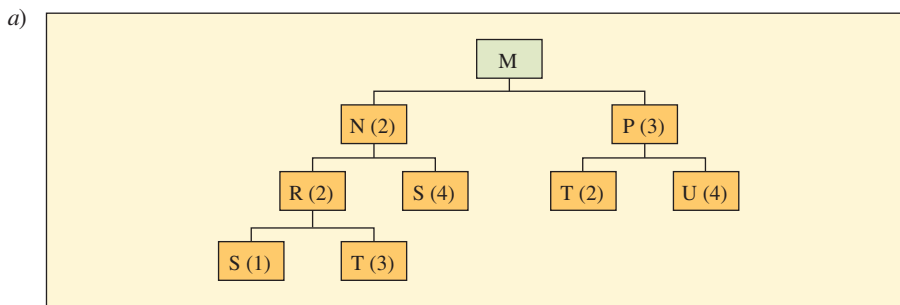 a)
M
N (2) P (3)
R (2) S (4) T (2) U (4)
S (1) T (3)